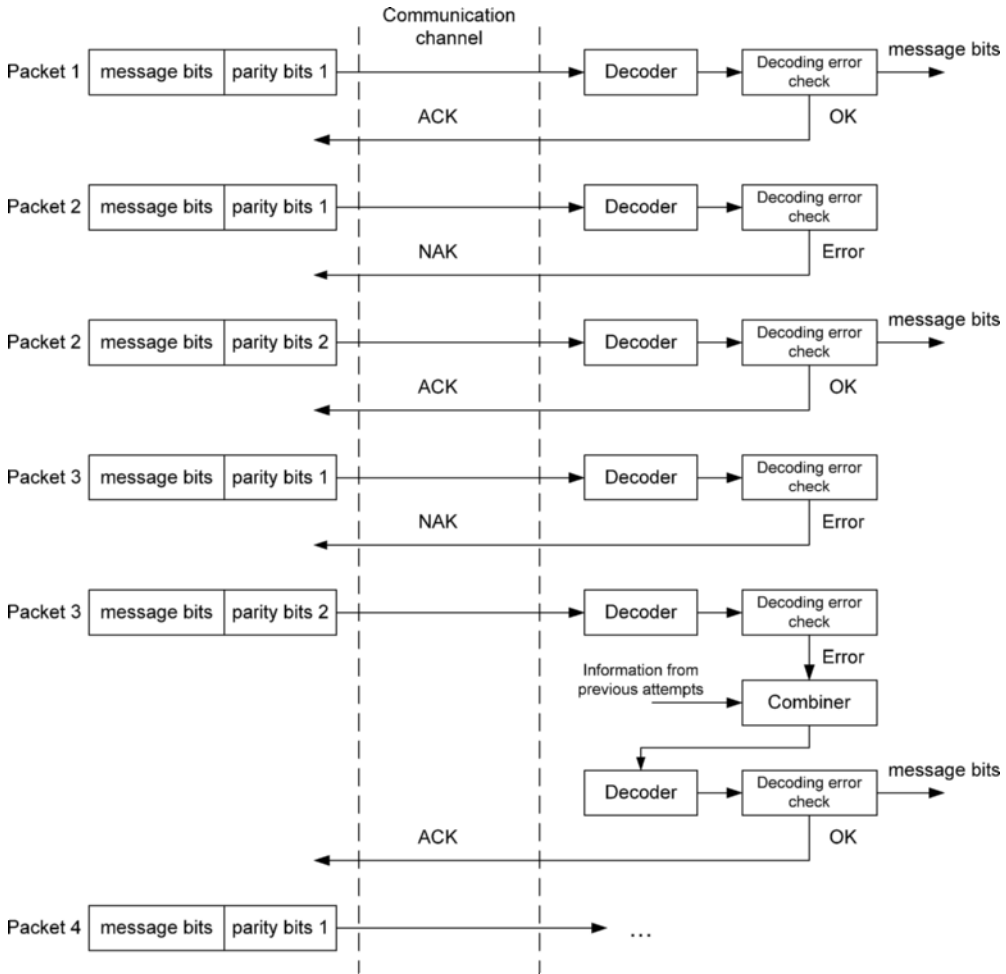 Communication
channel
Packet 1 message bits parity bits 1 Decoder Decoding error
check message bits
ACK OK
Packet 2 message bits parity bits 1 Decoder Decoding error
check
NAK Error
Packet 2 message bits parity bits 2 Decoder Decoding error
check message bits
ACK OK
Packet 3 message bits parity bits 1 Decoder Decoding error
check
NAK Error
Packet 3 message bits parity bits 2 Decoder Decoding error
check
Error
Information from
previous attempts
Combiner
Decoder Decoding error
check message bits
ACK OK
Packet 4 message bits parity bits 1 ...